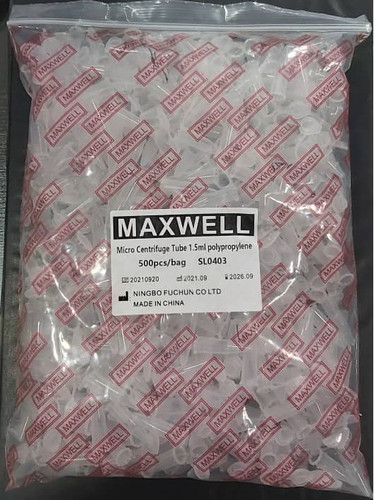 MAXWELL
Micro Centrifuge Tube 1.5ml polypropylene
500pcs/bag SL0403
20210920 2021.09 2026.09
NINGBO FUCHUN CO LTD
MADE IN CHINA